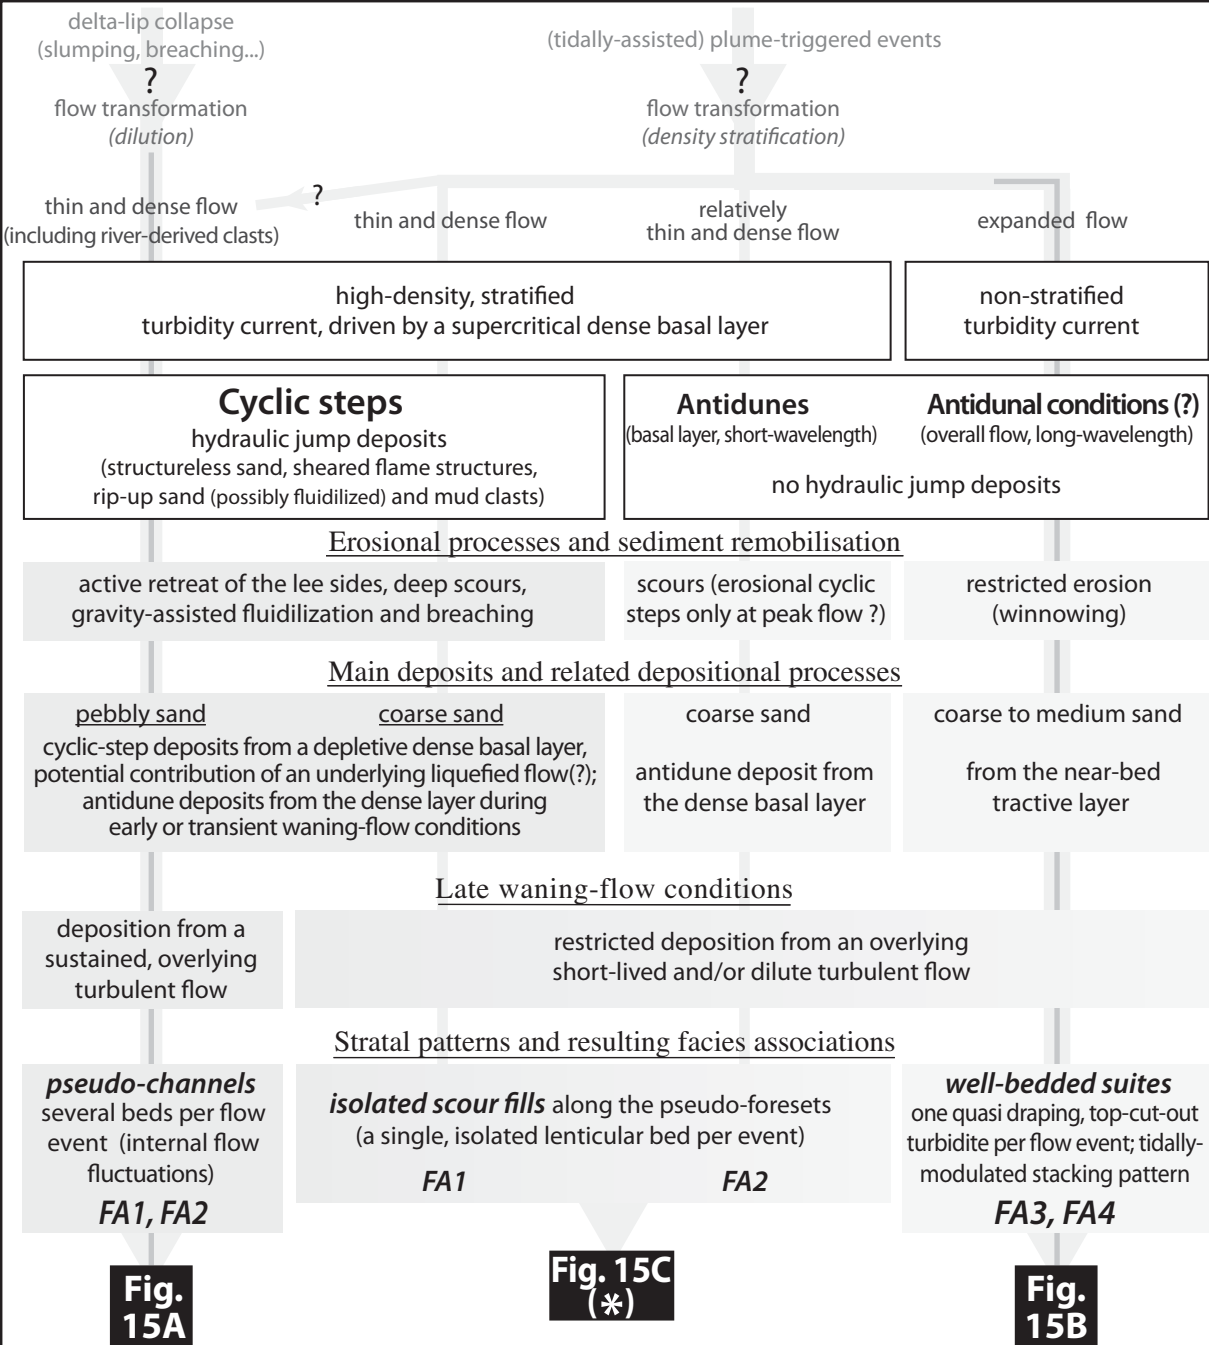 delta-lip collapse
(slumping, breaching...)
?
flow transformation
(dilution)
(tidally-assisted) plume-triggered events
?
flow transformation
(density stratification)
?
thin and dense flow
(including river-derived clasts)
thin and dense flow
relatively
thin and dense flow
expanded flow
high-density, stratified
turbidity current, driven by a supercritical dense basal layer
non-stratified
turbidity current
Cyclic steps
hydraulic jump deposits
(structureless sand, sheared flame structures,
rip-up sand (possibly fluidilized) and mud clasts)
Antidunes
(basal layer, short-wavelength)
Antidunal conditions (?)
(overall flow, long-wavelength)
no hydraulic jump deposits
Erosional processes and sediment remobilisation
active retreat of the lee sides, deep scours,
gravity-assisted fluidilization and breaching
scours (erosional cyclic
steps only at peak flow ?)
restricted erosion
(winnowing)
Main deposits and related depositional processes
pebbly sand
coarse sand
cyclic-step deposits from a depletive dense basal layer,
potential contribution of an underlying liquefied flow(?);
antidune deposits from the dense layer during
early or transient waning-flow conditions
coarse sand
antidune deposit from
the dense basal layer
coarse to medium sand
from the near-bed
tractive layer
Late waning-flow conditions
deposition from a
sustained, overlying
turbulent flow
restricted deposition from an overlying
short-lived and/or dilute turbulent flow
Stratal patterns and resulting facies associations
pseudo-channels
several beds per flow
event (internal flow
fluctuations)
FA1, FA2
isolated scour fills along the pseudo-foresets
(a single, isolated lenticular bed per event)
FA1
FA2
well-bedded suites
one quasi draping, top-cut-out
turbidite per flow event; tidally-
modulated stacking pattern
FA3, FA4
Fig.
15A
Fig. 15C
(*)
Fig.
15B